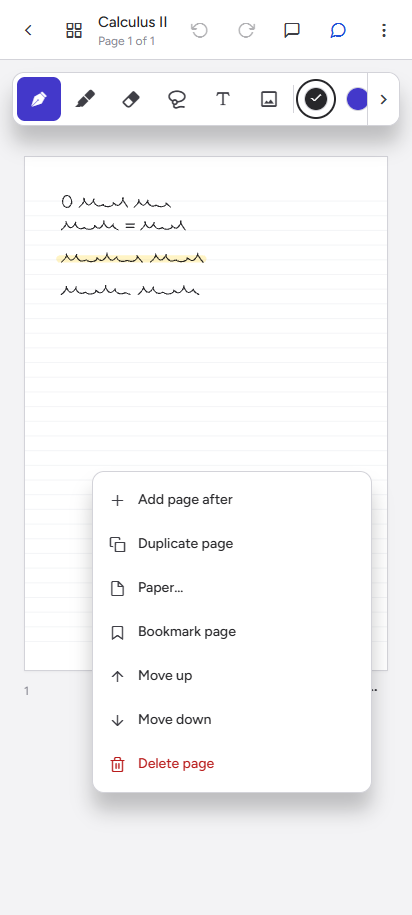 Calculus II
Page 1 of 1
T
Add page after
Duplicate page
Paper...
Bookmark page
Move up
1
Move down
Delete page